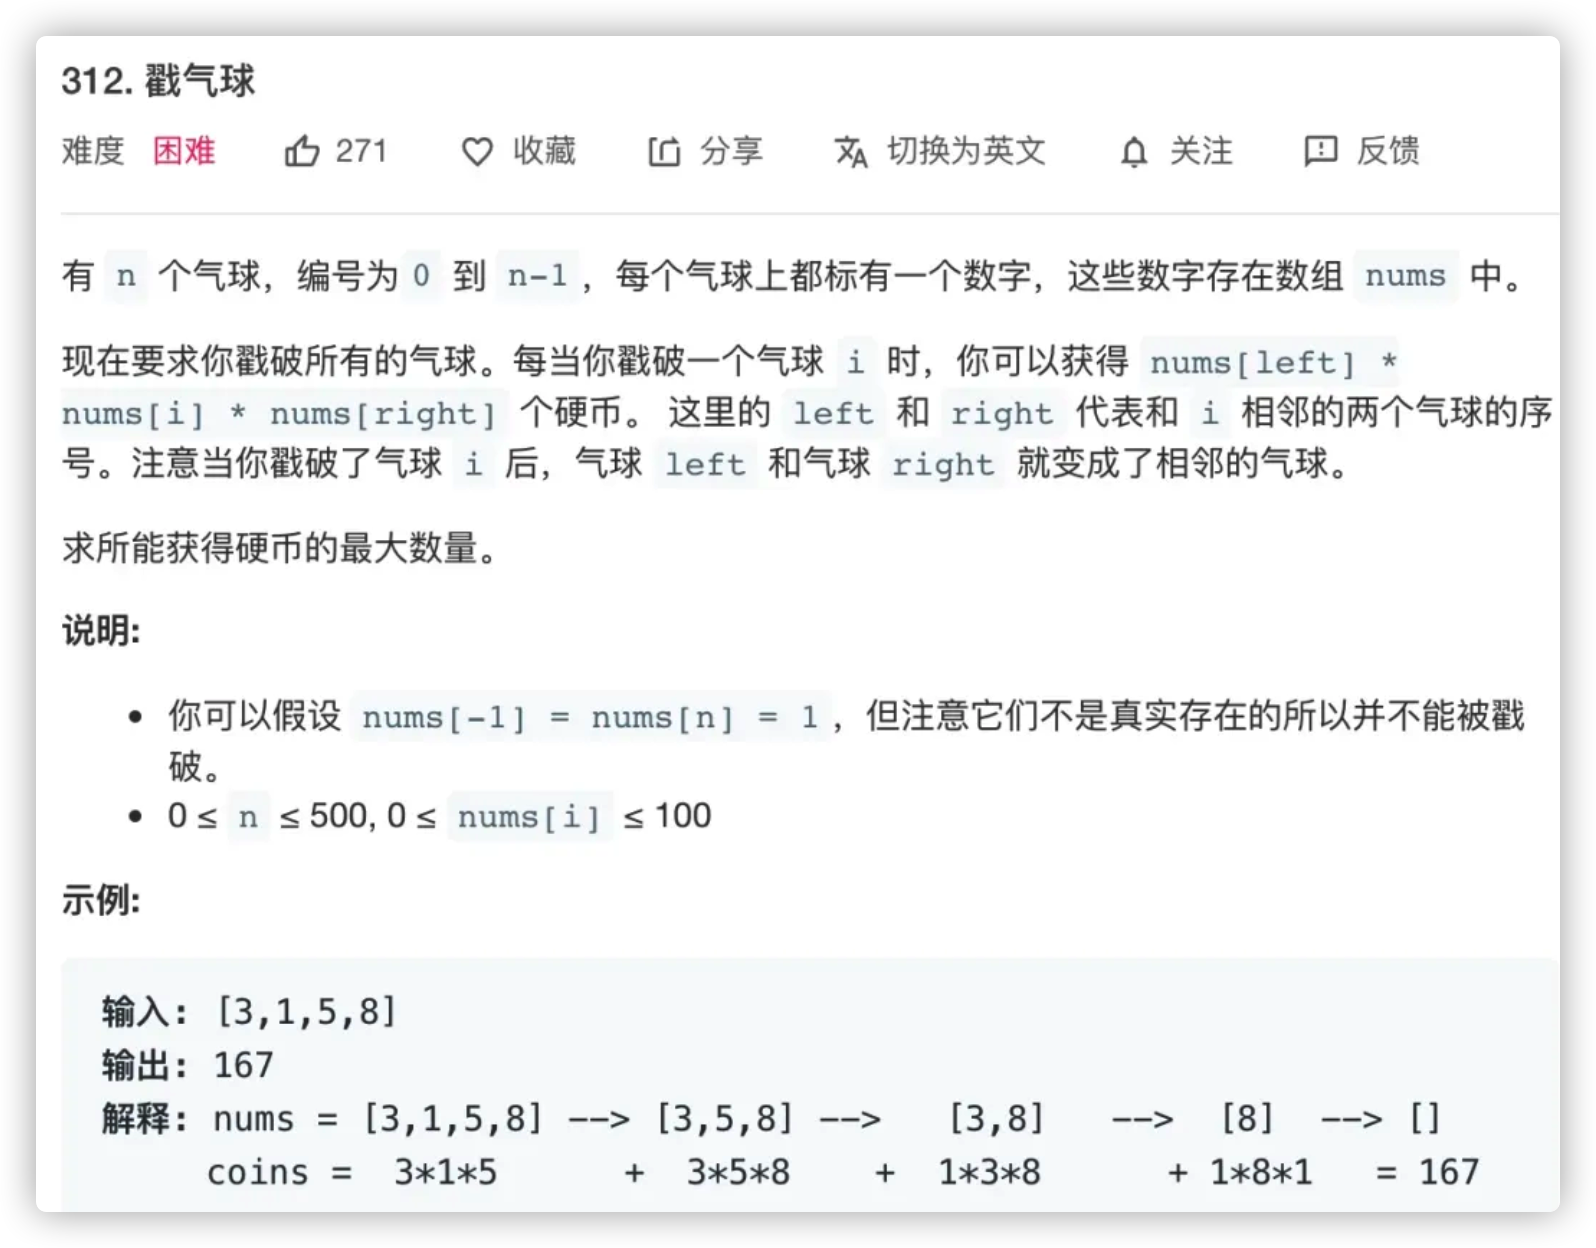 312. 戳气球
难度 困难 271 收藏 分享 切换为英文 关注 反馈
有 n 个气球，编号为 0 到 n-1，每个气球上都标有一个数字，这些数字存在数组 nums 中。
现在要求你戳破所有的气球。每当你戳破一个气球 i 时，你可以获得 nums[left] *
nums[i] * nums[right] 个硬币。 这里的 left 和 right 代表和 i 相邻的两个气球的序
号。注意当你戳破了气球 i 后，气球 left 和气球 right 就变成了相邻的气球。
求所能获得硬币的最大数量。
说明:
• 你可以假设 nums[-1] = nums[n] = 1，但注意它们不是真实存在的所以并不能被戳
破。
• 0 ≤ n ≤ 500, 0 ≤ nums[i] ≤ 100
示例:
输入: [3,1,5,8]
输出: 167
解释: nums = [3,1,5,8] --> [3,5,8] --> [3,8] --> [8] --> []
coins = 3*1*5 + 3*5*8 + 1*3*8 + 1*8*1 = 167